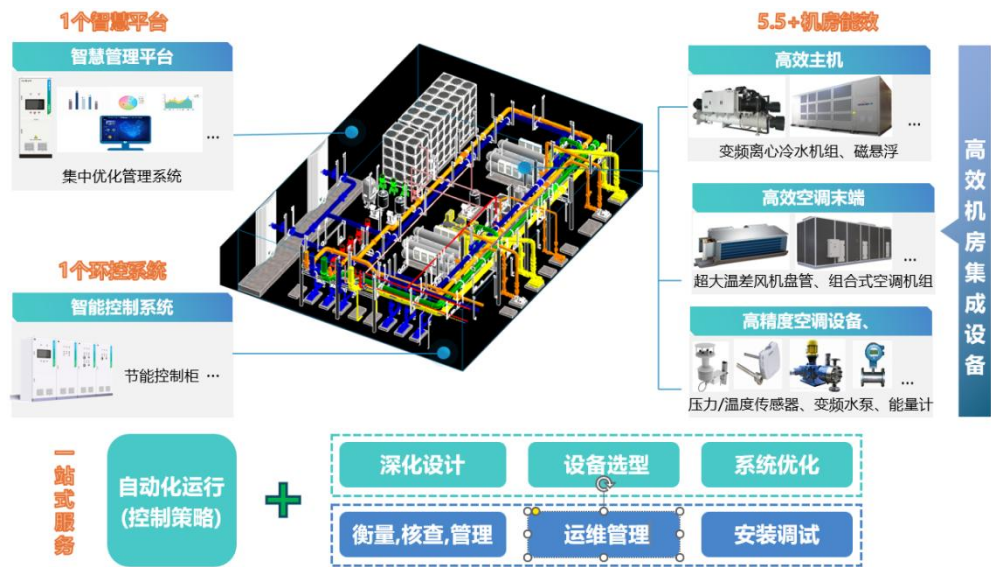 1个智慧平台
智慧管理平台
...
集中优化管理系统
1个环控系统
智能控制系统
节能控制柜 ...
5.5+机房能效
高效主机
...
变频离心冷水机组、磁悬浮
高效空调末端
...
超大温差风机盘管、组合式空调机组
高精度空调设备、
...
压力/温度传感器、变频水泵、能量计
高效机房集成设备
一站式服务
自动化运行
(控制策略)
深化设计
设备选型
系统优化
衡量,核查,管理
运维管理
安装调试